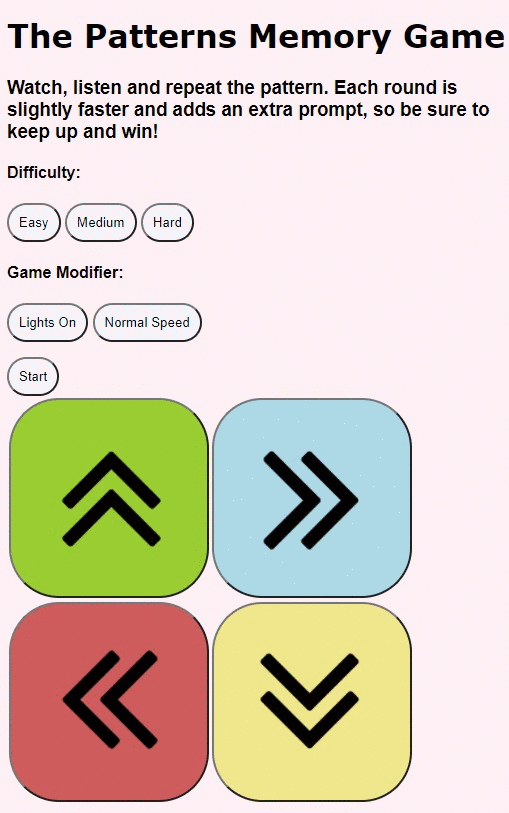 The Patterns Memory Game
Watch, listen and repeat the pattern. Each round is
slightly faster and adds an extra prompt, so be sure to
keep up and win!
Difficulty:
Easy Medium Hard
Game Modifier:
Lights On Normal Speed
Start